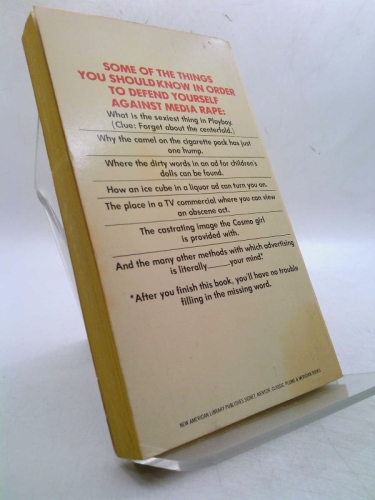 SOME OF THE THINGS
YOU SHOULD KNOW IN ORDER
TO DEFEND YOURSELF
AGAINST MEDIA RAPE:
What is the sexiest thing in Playboy.
(Clue: Forget about the centerfold.)
Why the camel on the cigarette pack has just
one hump.
Where the dirty words in an ad for children's
dolls can be found.
How an ice cube in a liquor ad can turn you on.
The place in a TV commercial where you can view
an obscene act.
The castrating image the Cosmo girl
is provided with.
And the many other methods with which advertising
is literally______your mind.*
*After you finish this book, you'll have no trouble
filling in the missing word.
NEW AMERICAN LIBRARY PUBLISHES SIGNET, MENTOR, CLASSIC, PLUME & MERIDIAN BOOKS